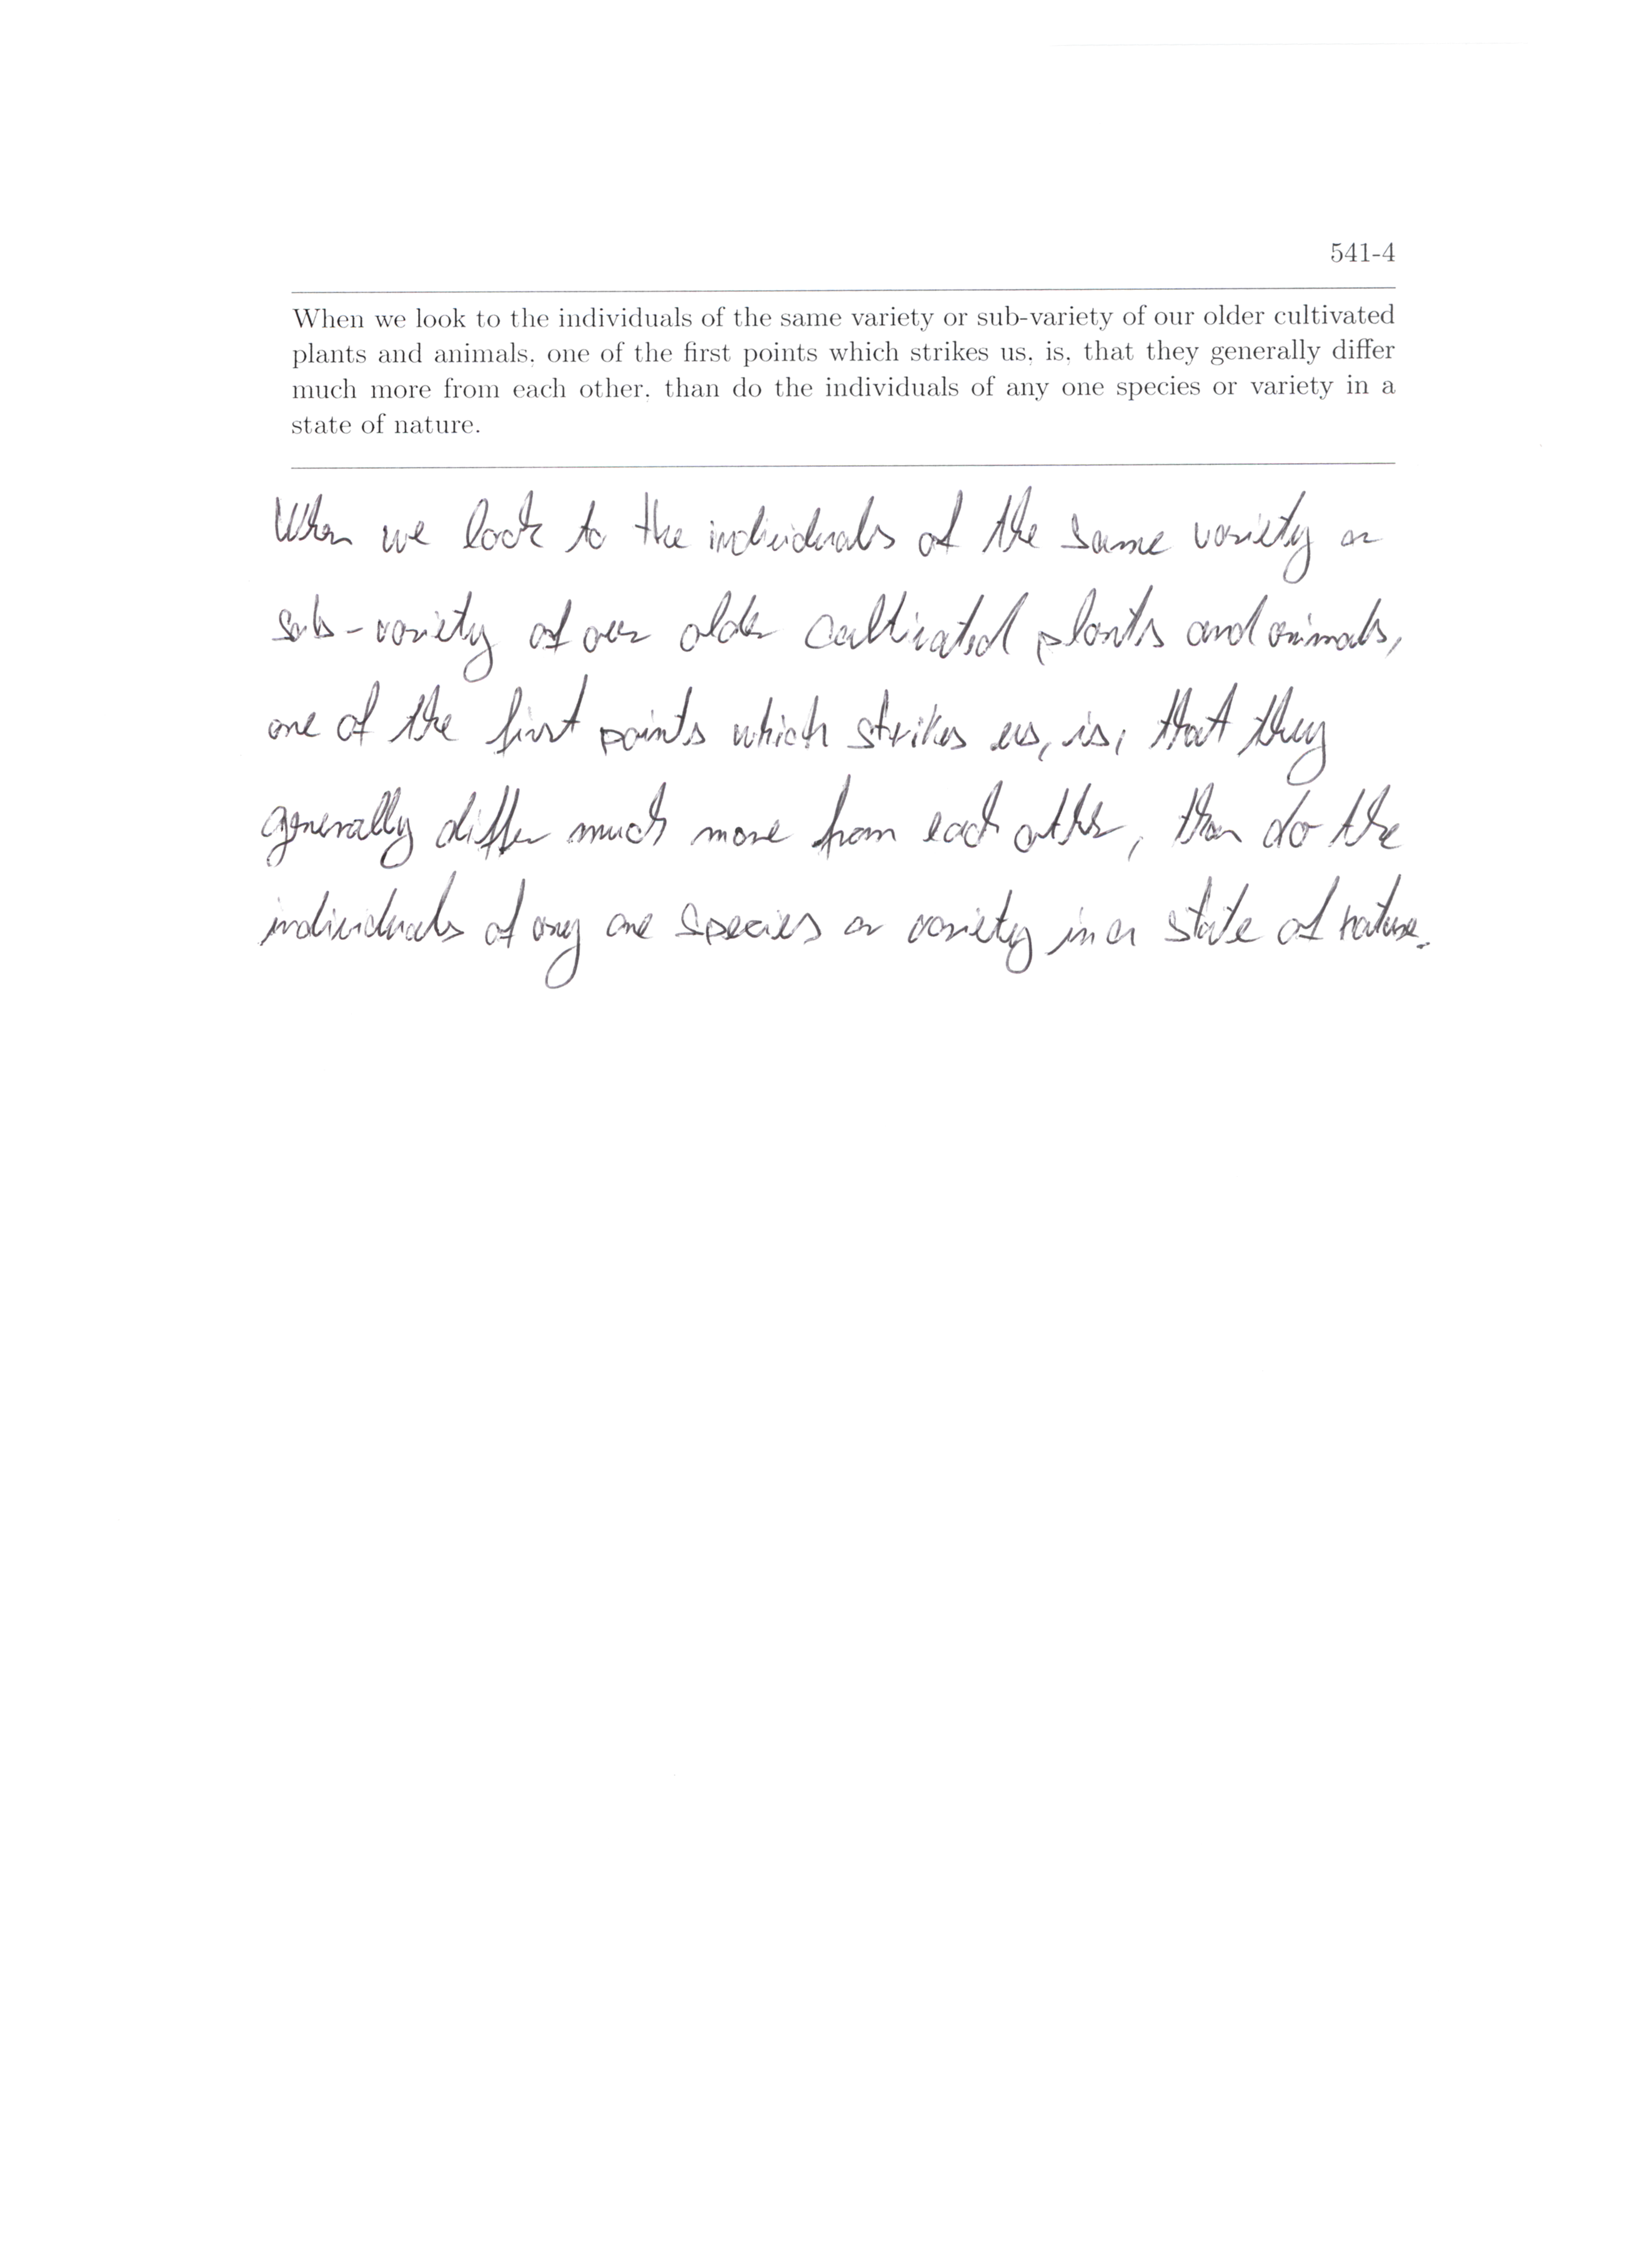 541-4
When we look to the individuals of the same variety or sub-variety of our older cultivated
plants and animals, one of the first points which strikes us, is, that they generally differ
much more from each other, than do the individuals of any one species or variety in a
state of nature.
When we look to the individuals of the same variety or
sub-variety of our older cultivated plants and animals,
one of the first points which strikes us, is, that they
generally differ much more from each other, than do the
individuals of any one species or variety in a state of nature.